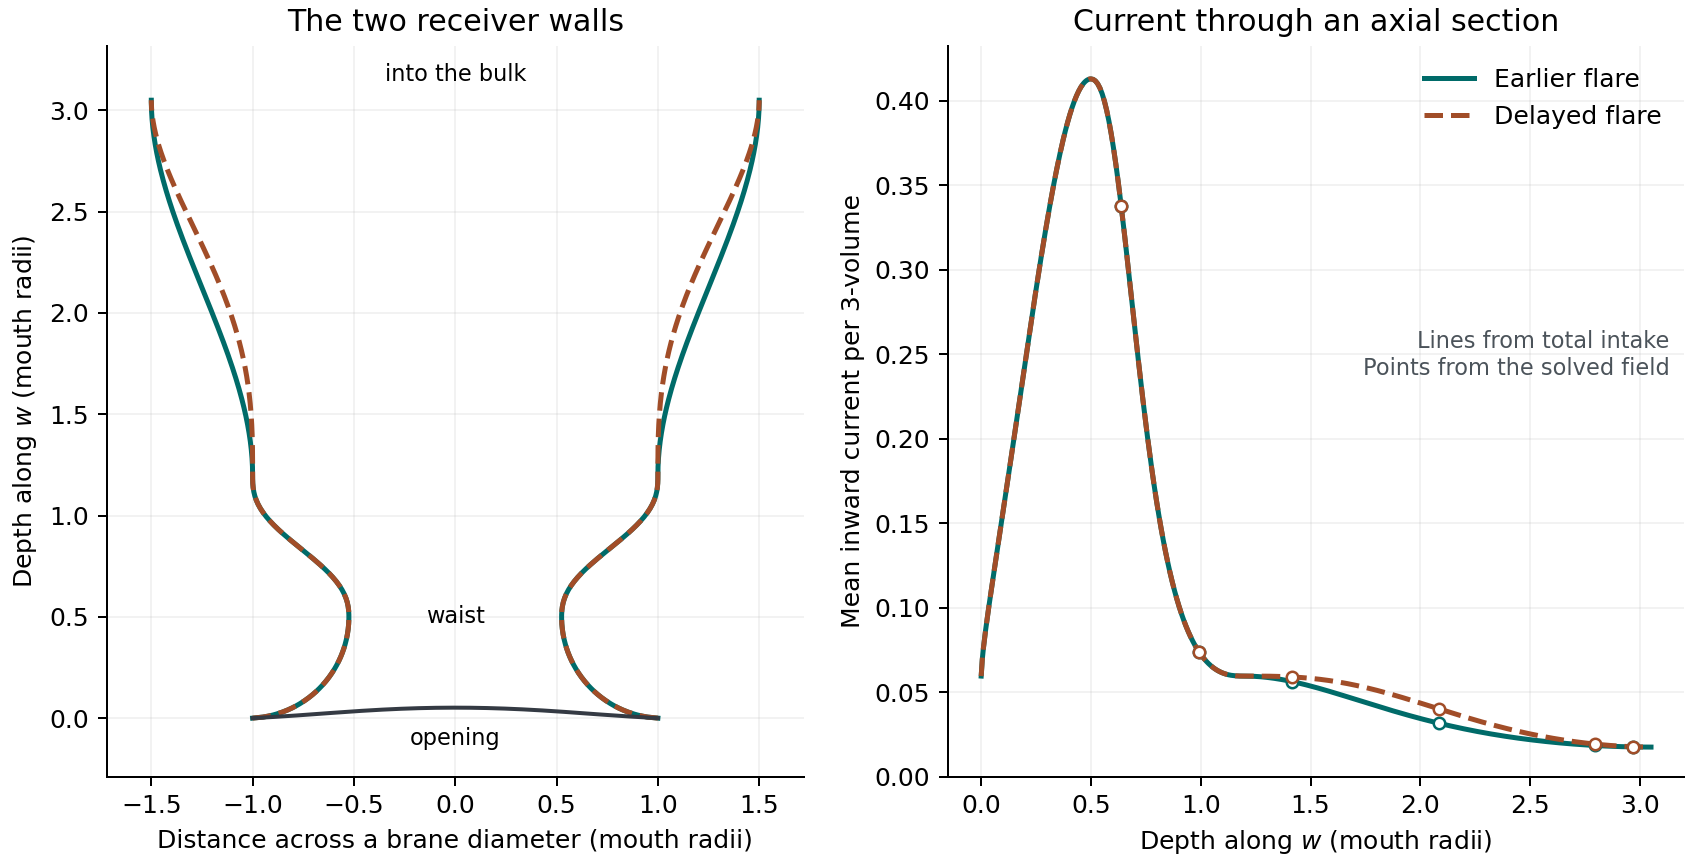 The two receiver walls
into the bulk
waist
opening
3.0
2.5
2.0
1.5
1.0
0.5
0.0
−1.5 −1.0 −0.5 0.0 0.5 1.0 1.5
Depth along w (mouth radii)
Distance across a brane diameter (mouth radii)
Current through an axial section
Earlier flare
Delayed flare
Lines from total intake
Points from the solved field
0.40
0.35
0.30
0.25
0.20
0.15
0.10
0.05
0.00
0.0 0.5 1.0 1.5 2.0 2.5 3.0
Mean inward current per 3-volume
Depth along w (mouth radii)